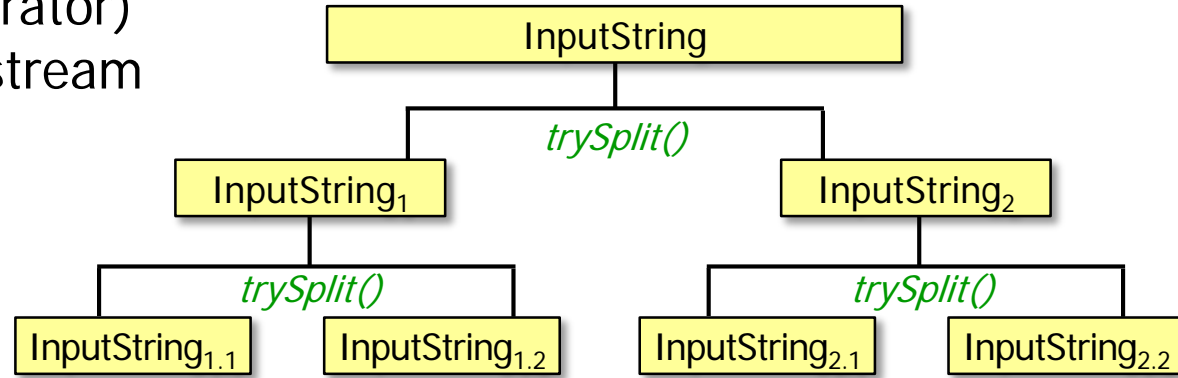 rator)
stream
InputString
trySplit()
InputString₁ InputString₂
trySplit() trySplit()
InputString₁.₁ InputString₁.₂ InputString₂.₁ InputString₂.₂